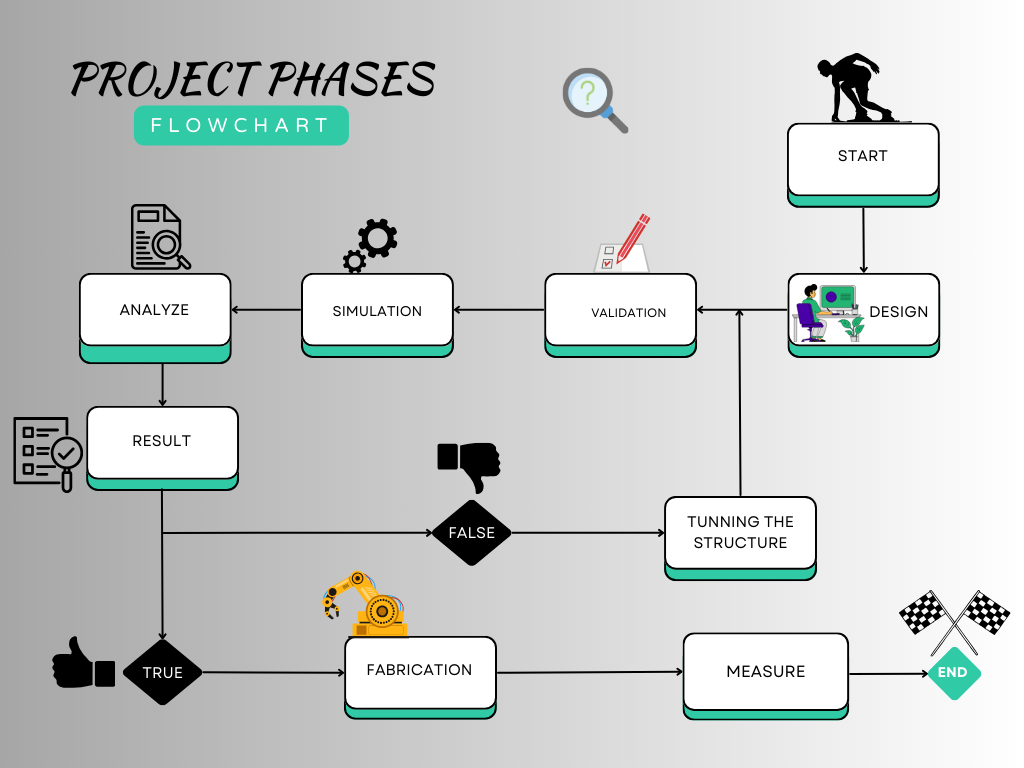 PROJECT PHASES
FLOWCHART
?
START
DESIGN
VALIDATION
SIMULATION
ANALYZE
RESULT
FALSE
TUNNING THE
STRUCTURE
TRUE
FABRICATION
MEASURE
END